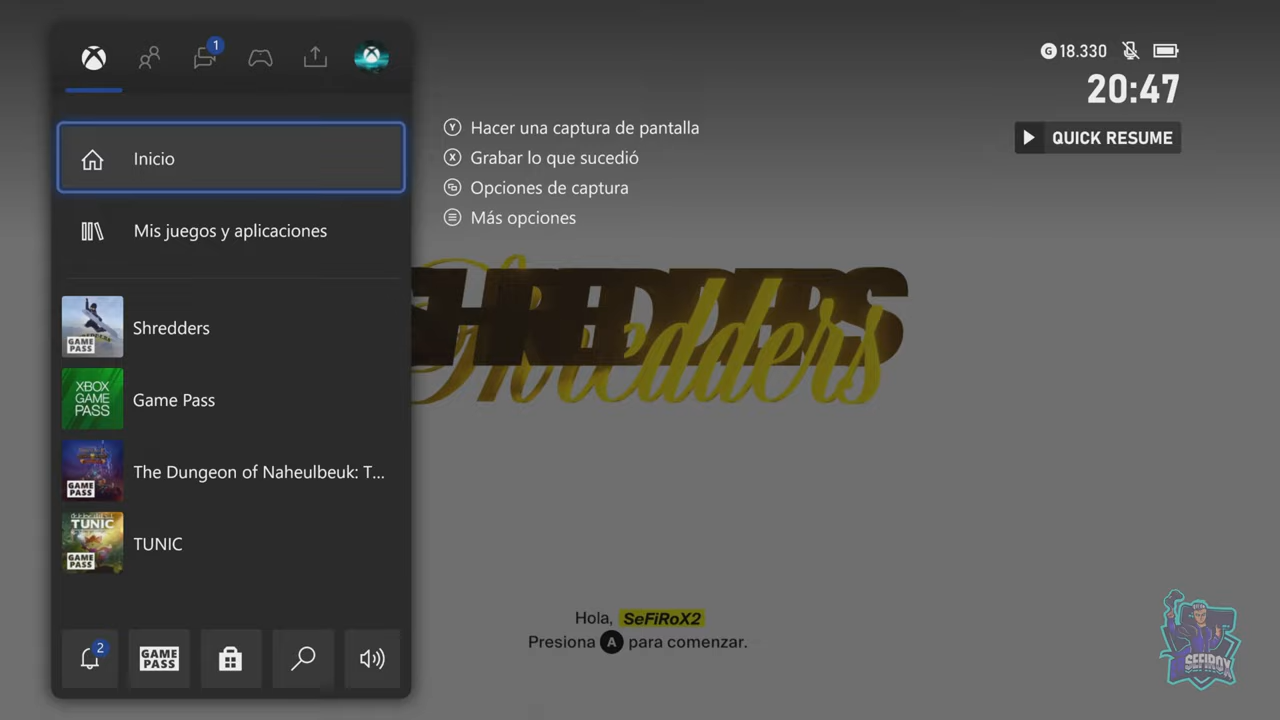 1
18.330
20:47
QUICK RESUME
Y Hacer una captura de pantalla
X Grabar lo que sucedió
Opciones de captura
Más opciones
Inicio
Mis juegos y aplicaciones
SHREDDERS
Shredders
GAME PASS
Shredders
XBOX GAME PASS
Game Pass
GAME PASS
The Dungeon of Naheulbeuk: T...
TUNIC
GAME PASS
TUNIC
Hola, SeFiRoX2
Presiona A para comenzar.
2
GAME PASS
SEFIROX